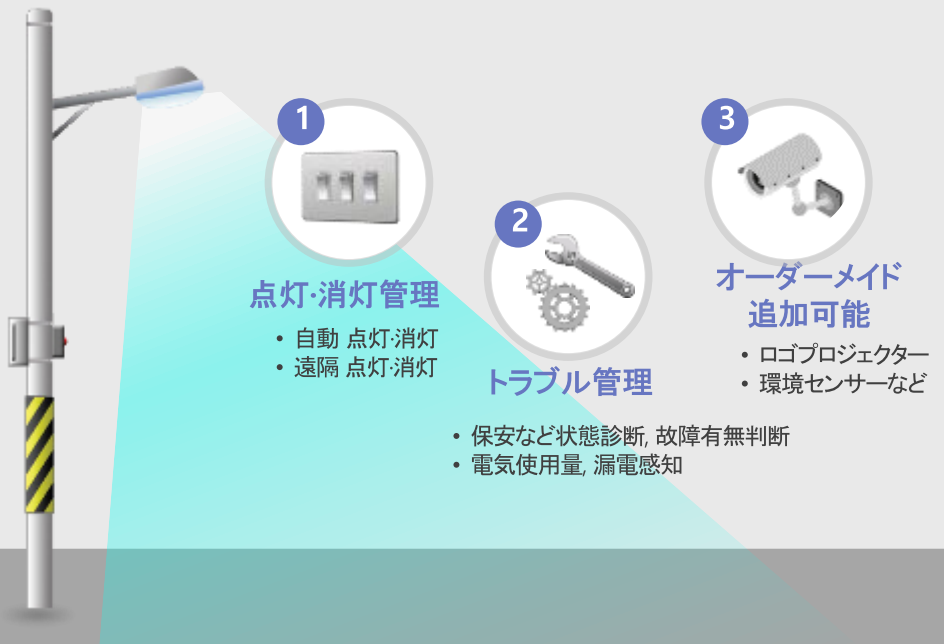 1
点灯·消灯管理
• 自動 点灯·消灯
• 遠隔 点灯·消灯
2
トラブル管理
• 保安など状態診断, 故障有無判断
• 電気使用量, 漏電感知
3
オーダーメイド
追加可能
• ロゴプロジェクター
• 環境センサーなど